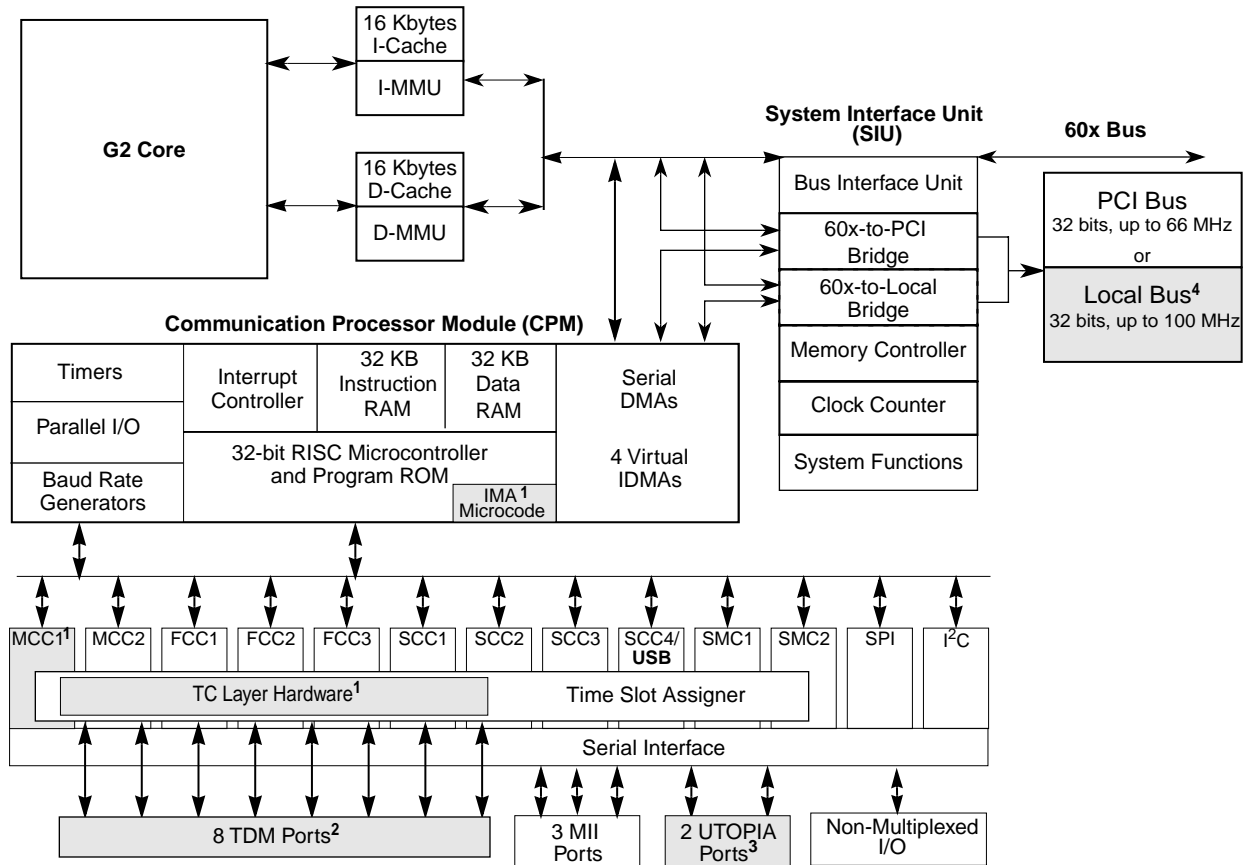 G2 Core
16 Kbytes
I-Cache
I-MMU
16 Kbytes
D-Cache
D-MMU
System Interface Unit
(SIU)
60x Bus
Bus Interface Unit
60x-to-PCI
Bridge
60x-to-Local
Bridge
Memory Controller
Clock Counter
System Functions
PCI Bus
32 bits, up to 66 MHz
or
Local Bus⁴
32 bits, up to 100 MHz
Communication Processor Module (CPM)
Timers
Parallel I/O
Baud Rate
Generators
Interrupt
Controller
32 KB
Instruction
RAM
32 KB
Data
RAM
32-bit RISC Microcontroller
and Program ROM
IMA¹
Microcode
Serial
DMAs
4 Virtual
IDMAs
MCC1¹
MCC2
FCC1
FCC2
FCC3
SCC1
SCC2
SCC3
SCC4/
USB
SMC1
SMC2
SPI
I²C
TC Layer Hardware¹
Time Slot Assigner
Serial Interface
8 TDM Ports²
3 MII
Ports
2 UTOPIA
Ports³
Non-Multiplexed
I/O